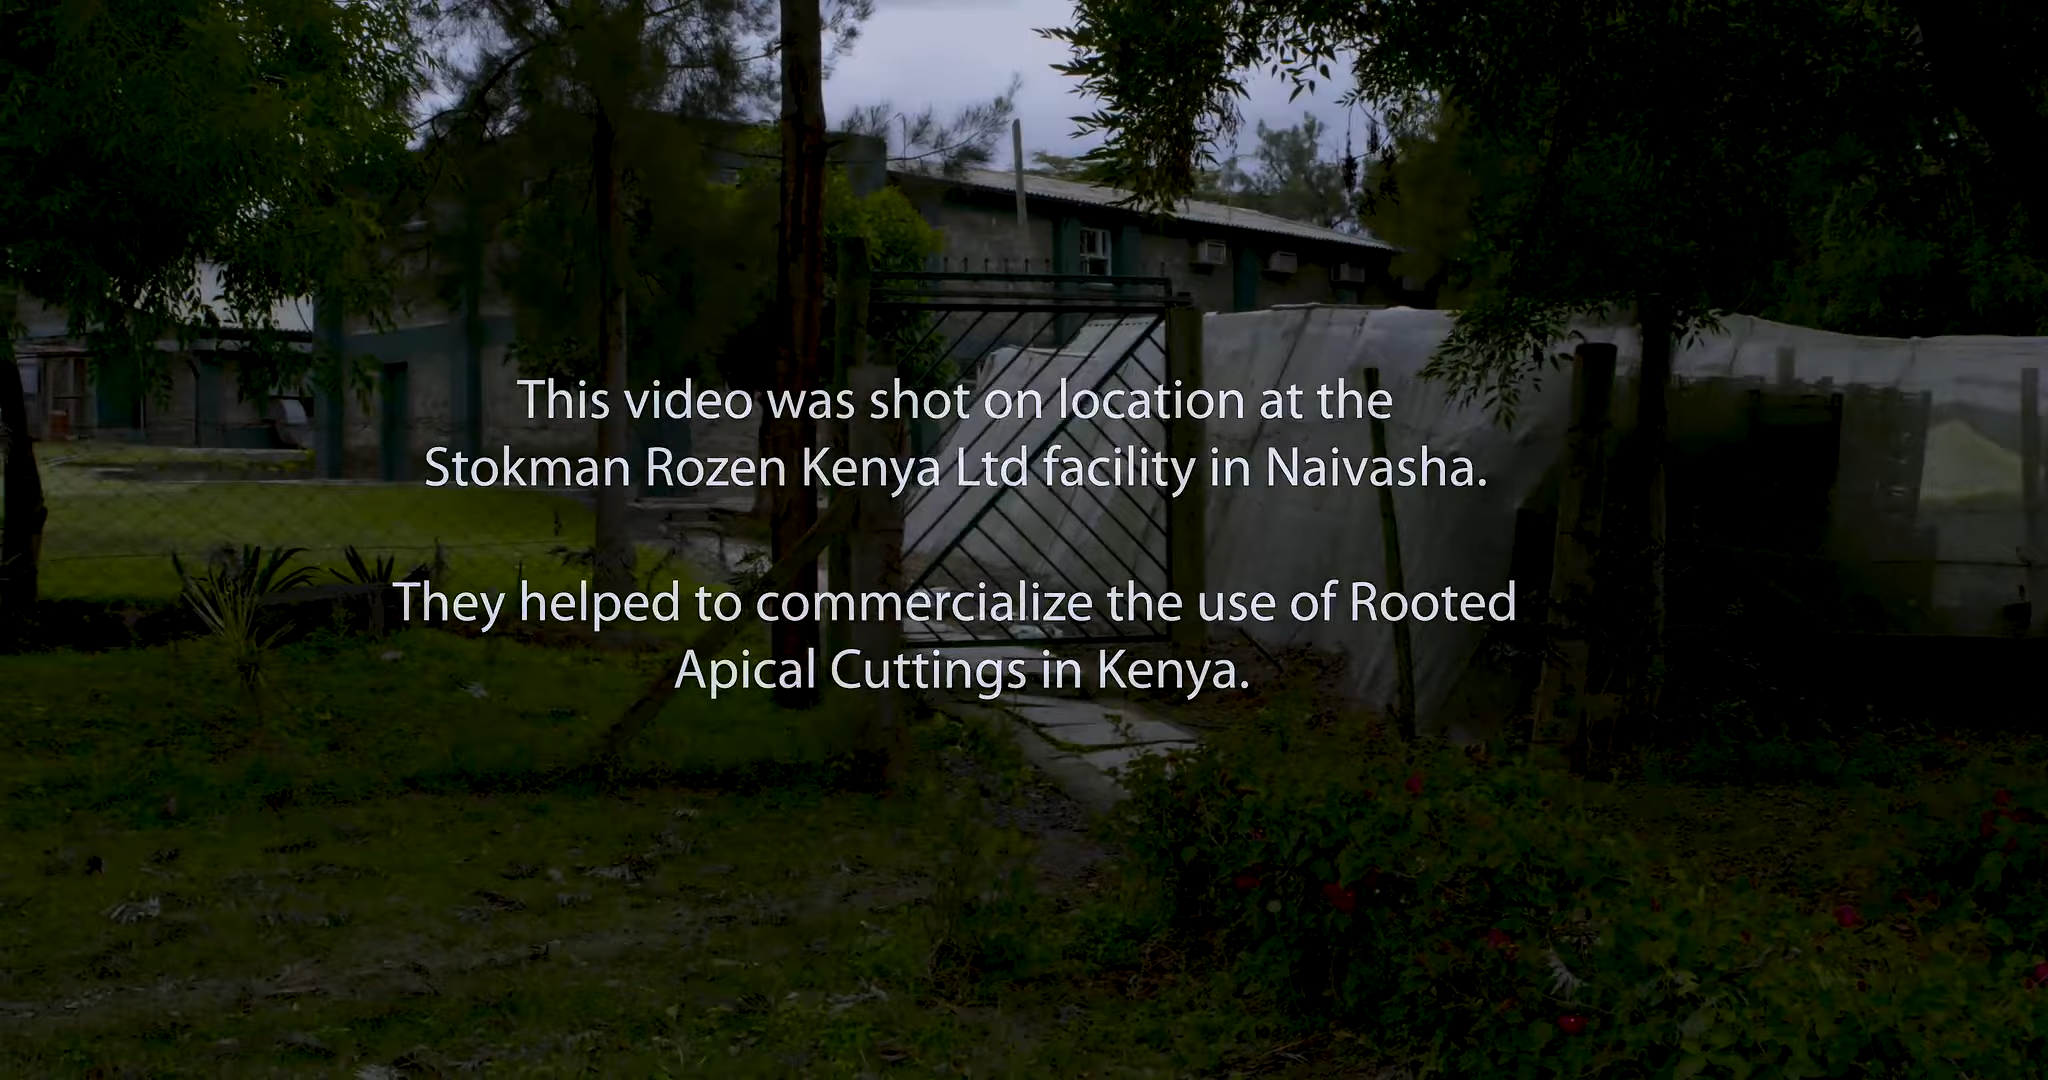 This video was shot on location at the
Stokman Rozen Kenya Ltd facility in Naivasha.
They helped to commercialize the use of Rooted
Apical Cuttings in Kenya.